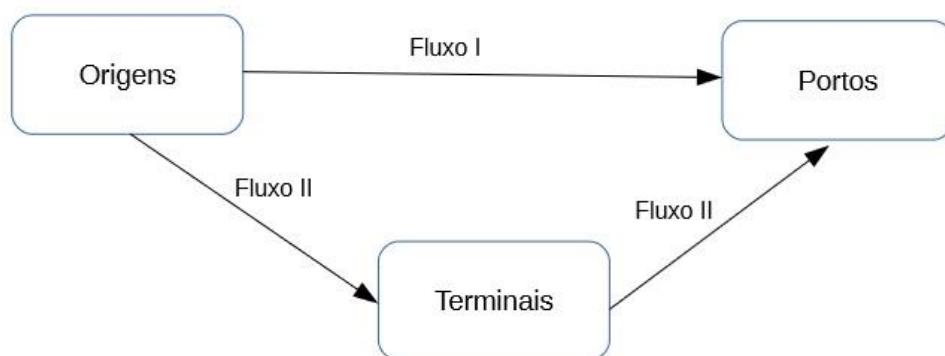 Fluxo I
Origens
Portos
Fluxo II
Fluxo II
Terminais